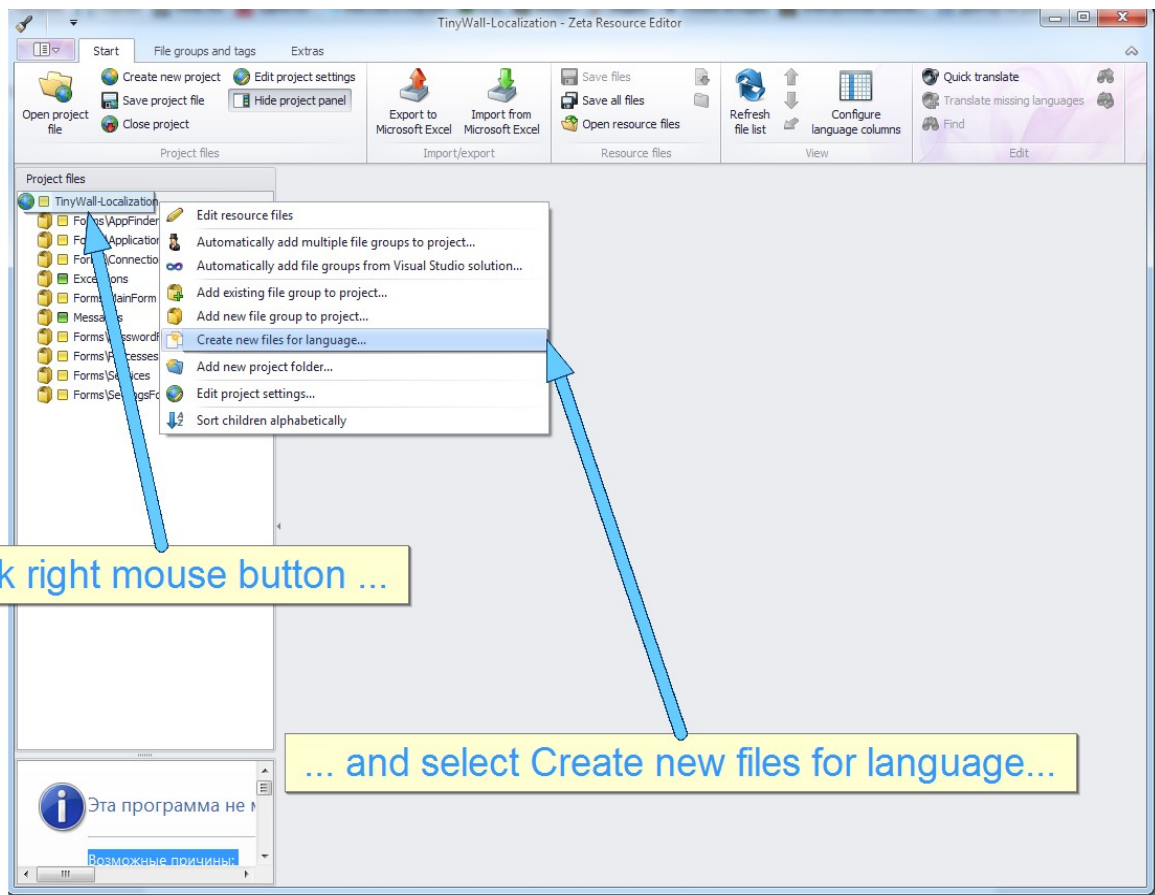 TinyWall-Localization - Zeta Resource Editor
Start File groups and tags Extras
Open project file
Create new project
Save project file
Close project
Edit project settings
Hide project panel
Project files
Export to Microsoft Excel
Import from Microsoft Excel
Import/export
Save files
Save all files
Open resource files
Resource files
Refresh file list
Configure language columns
View
Quick translate
Translate missing languages
Find
Edit
Project files
TinyWall-Localization
Forms\AppFinder
Exceptions
Messages
Forms\Services
Edit resource files
Automatically add multiple file groups to project...
Automatically add file groups from Visual Studio solution...
Add existing file group to project...
Add new file group to project...
Create new files for language...
Add new project folder...
Edit project settings...
Sort children alphabetically
k right mouse button ...
... and select Create new files for language...
Эта программа не
Возможные причины: